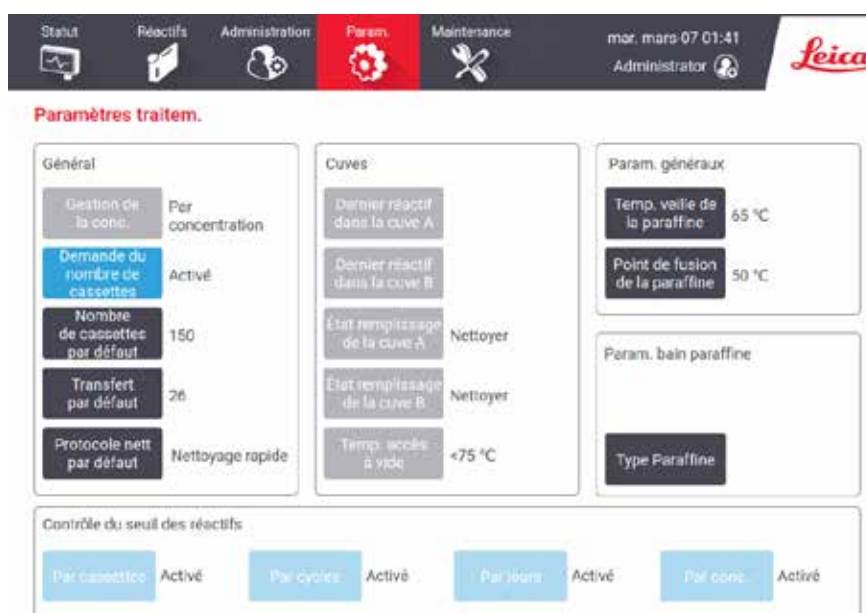 Statut Réactifs Administration Param. Maintenance mar. mars 07 01:41
Administrator
Leica
Paramètres traitem.
Général
Gestion de
la conc.
Par
concentration
Demande du
nombre de
cassettes
Activé
Nombre
de cassettes
par défaut
150
Transfert
par défaut
26
Protocole nett
par défaut
Nettoyage rapide
Cuves
Dernier réactif
dans la cuve A
Dernier réactif
dans la cuve B
État remplissage
de la cuve A
Nettoyer
État remplissage
de la cuve B
Nettoyer
Temp. accès
à vide
<75 °C
Param. généraux
Temp. veille de
la paraffine
65 °C
Point de fusion
de la paraffine
50 °C
Param. bain paraffine
Type Paraffine
Contrôle du seuil des réactifs
Par cassettes Activé Par cycles Activé Par jours Activé Par conc. Activé